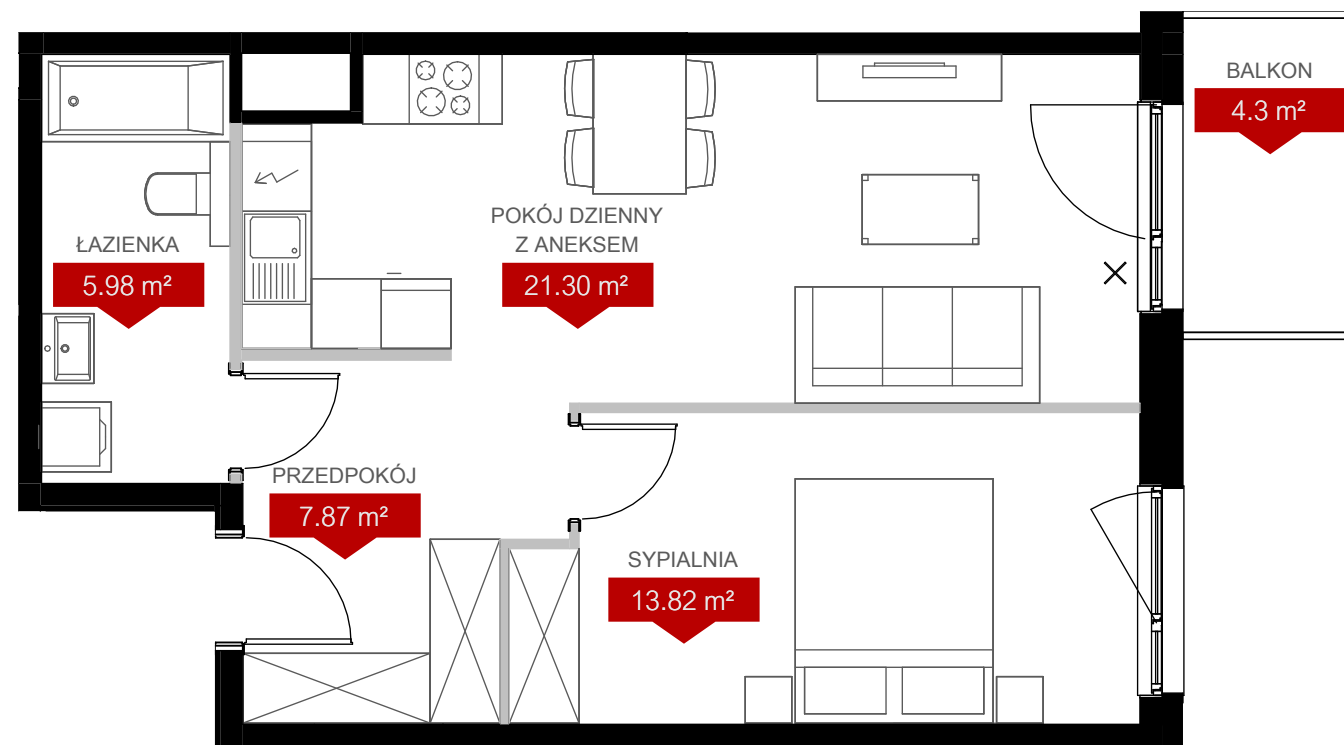 BALKON
4.3 m²
POKÓJ DZIENNY
Z ANEKSEM
21.30 m²
ŁAZIENKA
5.98 m²
PRZEDPOKÓJ
7.87 m²
SYPIALNIA
13.82 m²